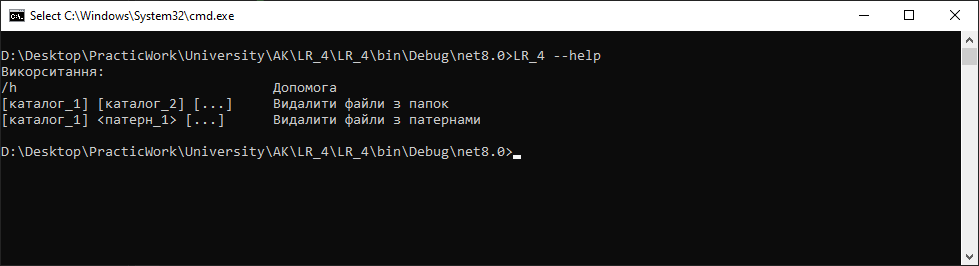 Select C:\Windows\System32\cmd.exe
D:\Desktop\PracticWork\University\AK\LR_4\LR_4\bin\Debug\net8.0>LR_4 --help
Використання:
/h Допомога
[каталог_1] [каталог_2] [...] Видалити файли з папок
[каталог_1] <патерн_1> [...] Видалити файли з патернами
D:\Desktop\PracticWork\University\AK\LR_4\LR_4\bin\Debug\net8.0>